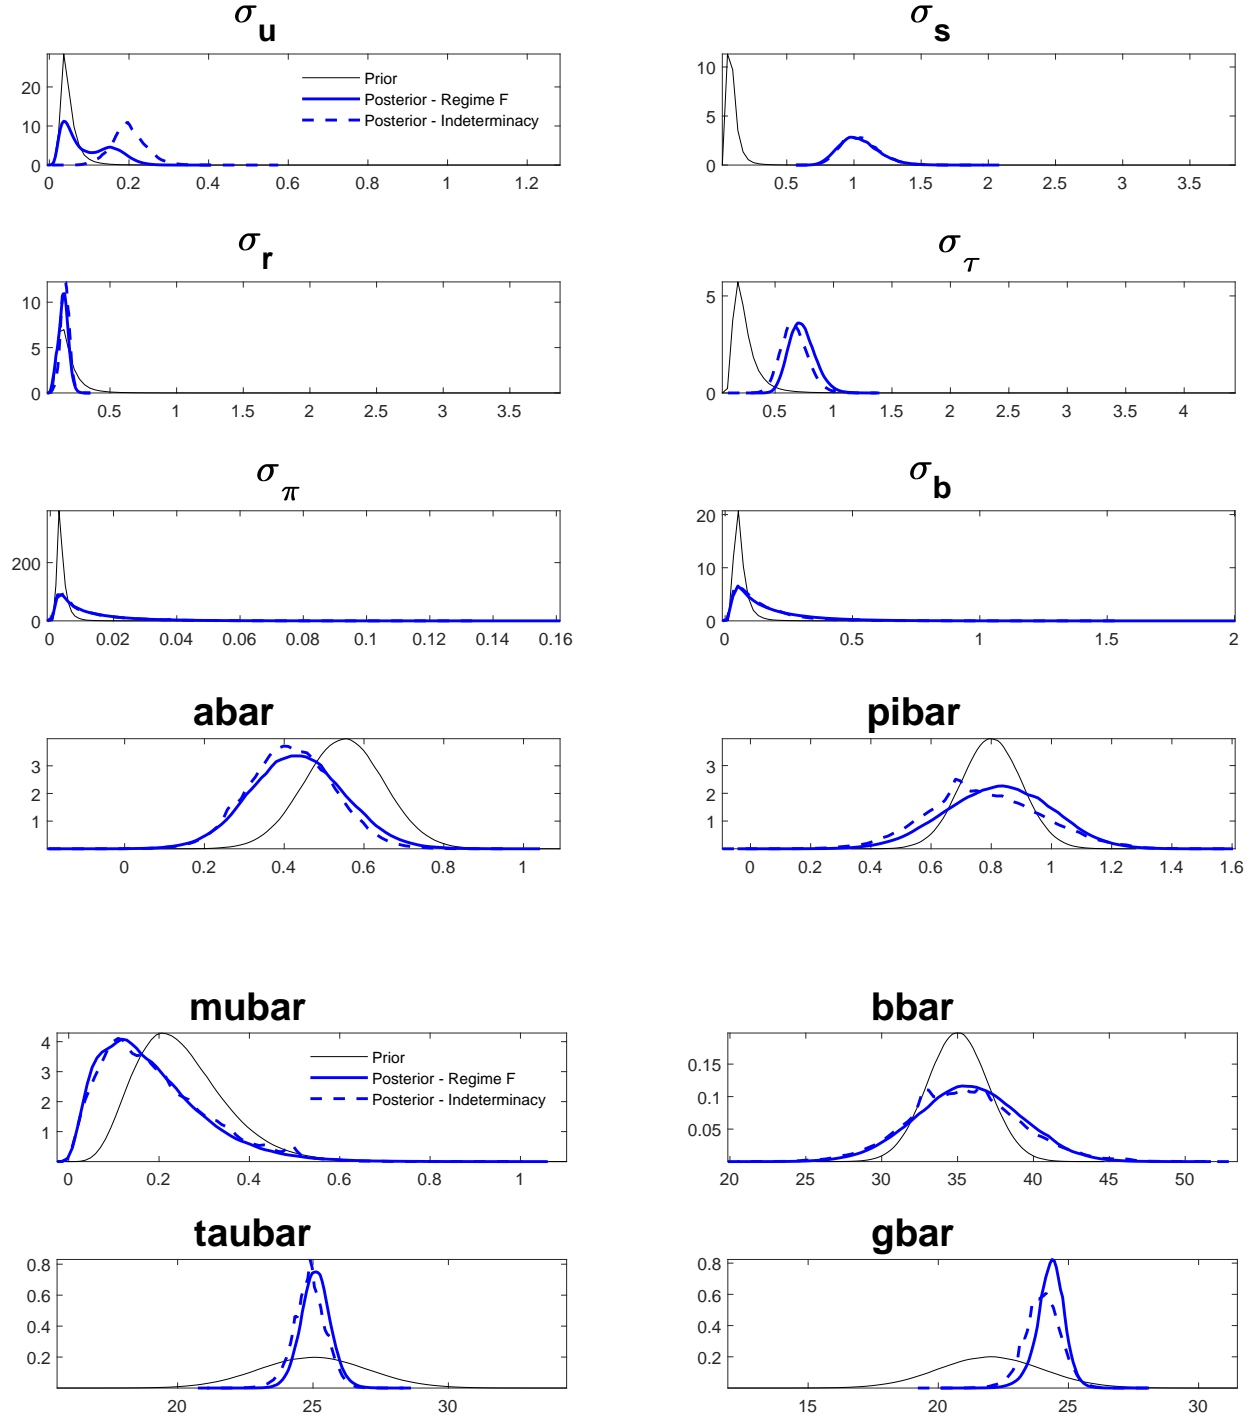 σ_u
20
10
0
0 0.2 0.4 0.6 0.8 1 1.2
Prior
Posterior - Regime F
Posterior - Indeterminacy
σ_s
10
5
0
0.5 1 1.5 2 2.5 3 3.5
σ_r
10
5
0
0.5 1 1.5 2 2.5 3 3.5
σ_τ
5
0
0.5 1 1.5 2 2.5 3 3.5 4
σ_π
200
0
0 0.02 0.04 0.06 0.08 0.1 0.12 0.14 0.16
σ_b
20
10
0
0 0.5 1 1.5 2
abar
3
2
1
0 0.2 0.4 0.6 0.8 1
pibar
3
2
1
0 0.2 0.4 0.6 0.8 1 1.2 1.4 1.6
mubar
4
3
2
1
0 0.2 0.4 0.6 0.8 1
Prior
Posterior - Regime F
Posterior - Indeterminacy
bbar
0.15
0.1
0.05
20 25 30 35 40 45 50
taubar
0.8
0.6
0.4
0.2
20 25 30
gbar
0.8
0.6
0.4
0.2
15 20 25 30